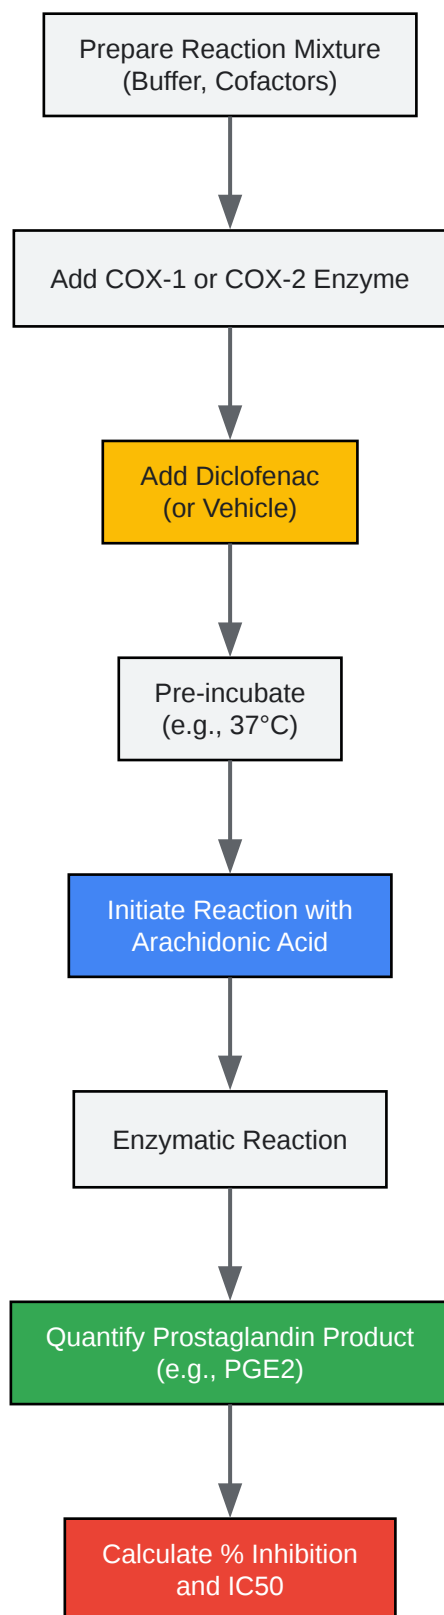 Prepare Reaction Mixture
(Buffer, Cofactors)
Add COX-1 or COX-2 Enzyme
Add Diclofenac
(or Vehicle)
Pre-incubate
(e.g., 37°C)
Initiate Reaction with
Arachidonic Acid
Enzymatic Reaction
Quantify Prostaglandin Product
(e.g., PGE2)
Calculate % Inhibition
and IC50